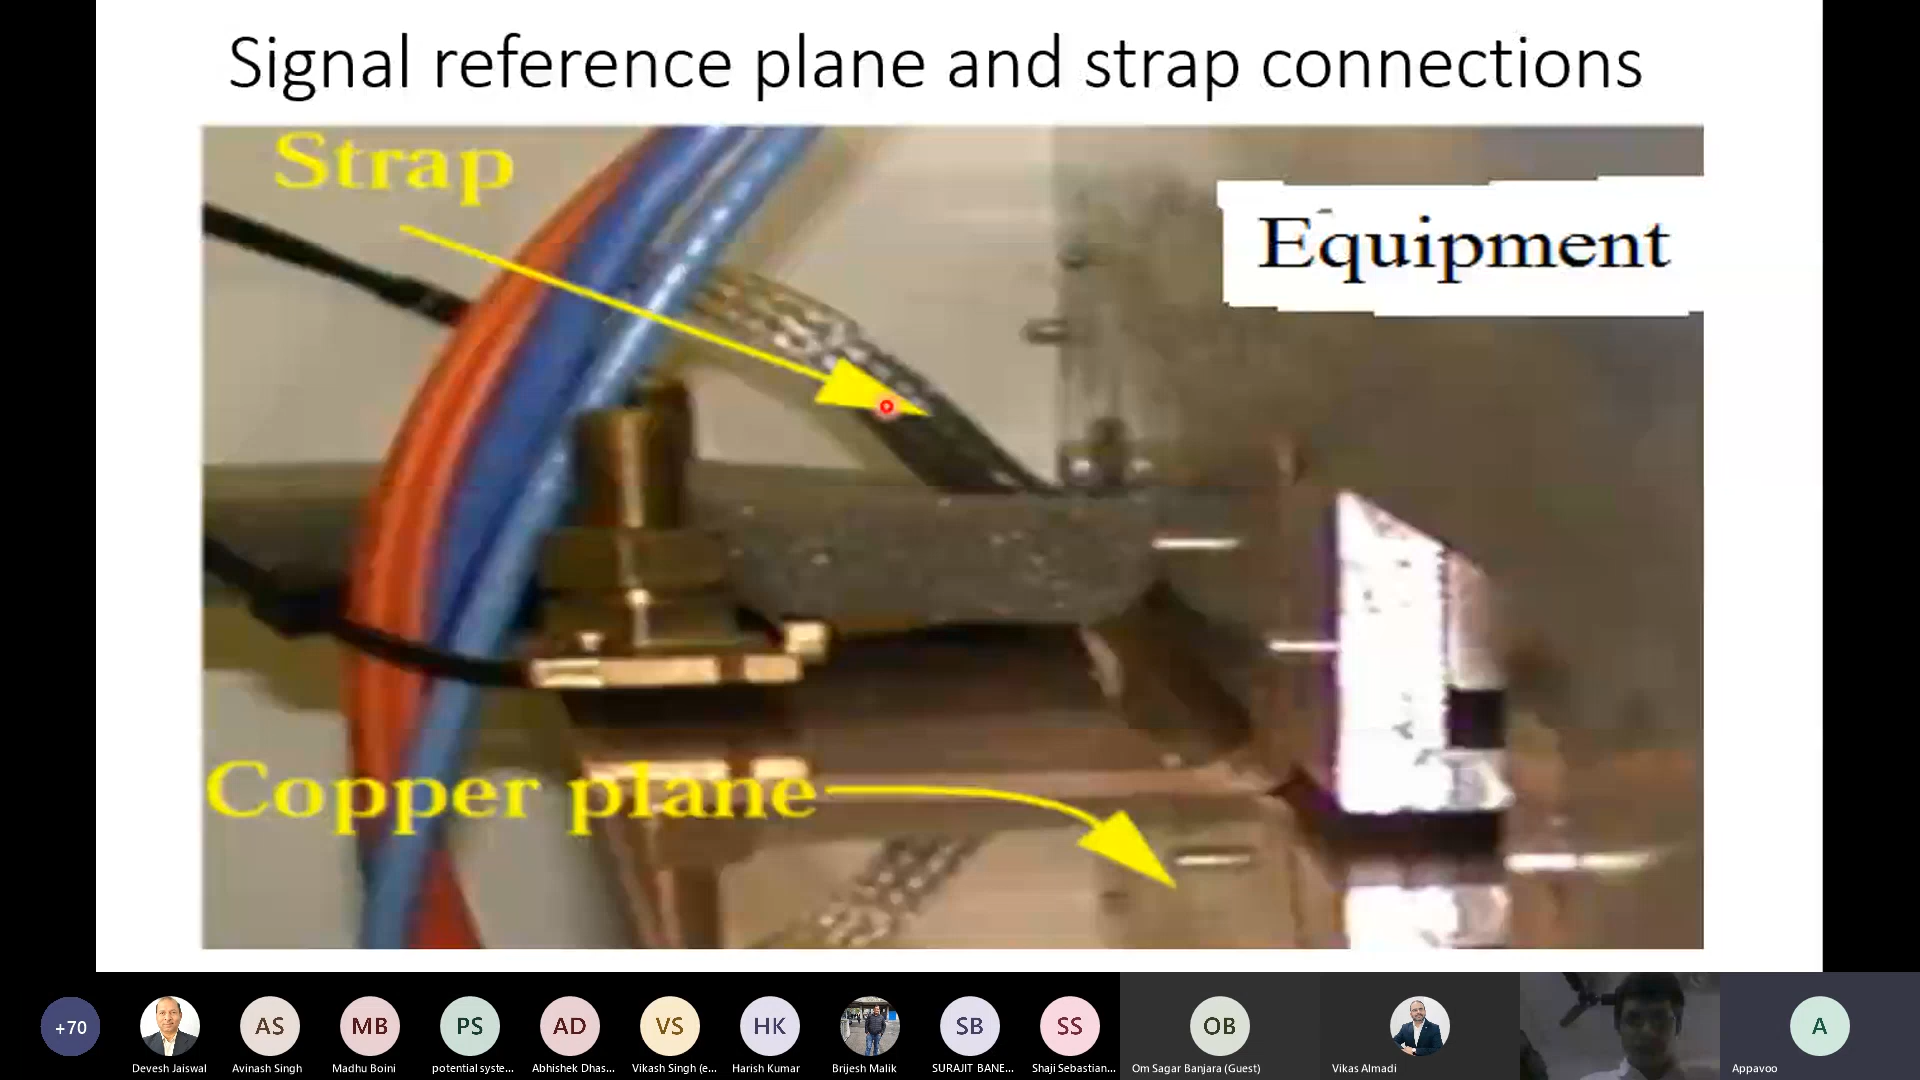 Signal reference plane and strap connections
Strap
Equipment
Copper plane
+70
AS
MB
PS
AD
VS
HK
SB
SS
OB
A
Devesh Jaiswal
Avinash Singh
Madhu Boini
potential syste...
Abhishek Dhas...
Vikash Singh (e...
Harish Kumar
Brijesh Malik
SURAJIT BANE...
Shaji Sebastian...
Om Sagar Banjara (Guest)
Vikas Almadi
Appavoo